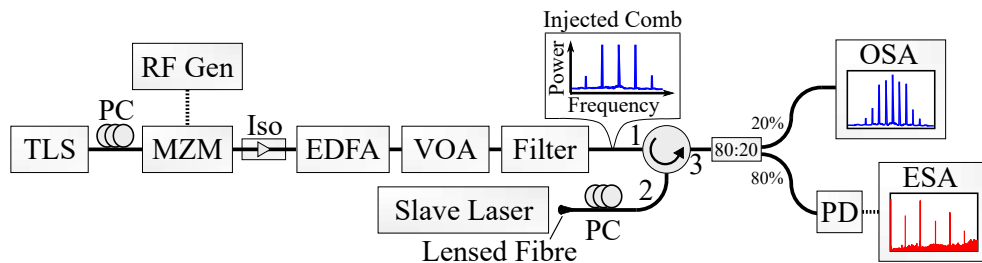 Injected Comb
Power
Frequency
RF Gen
OSA
PC
Iso
20%
TLS
MZM
EDFA
VOA
Filter
1
3
80:20
2
80%
ESA
Slave Laser
PC
PD
Lensed Fibre